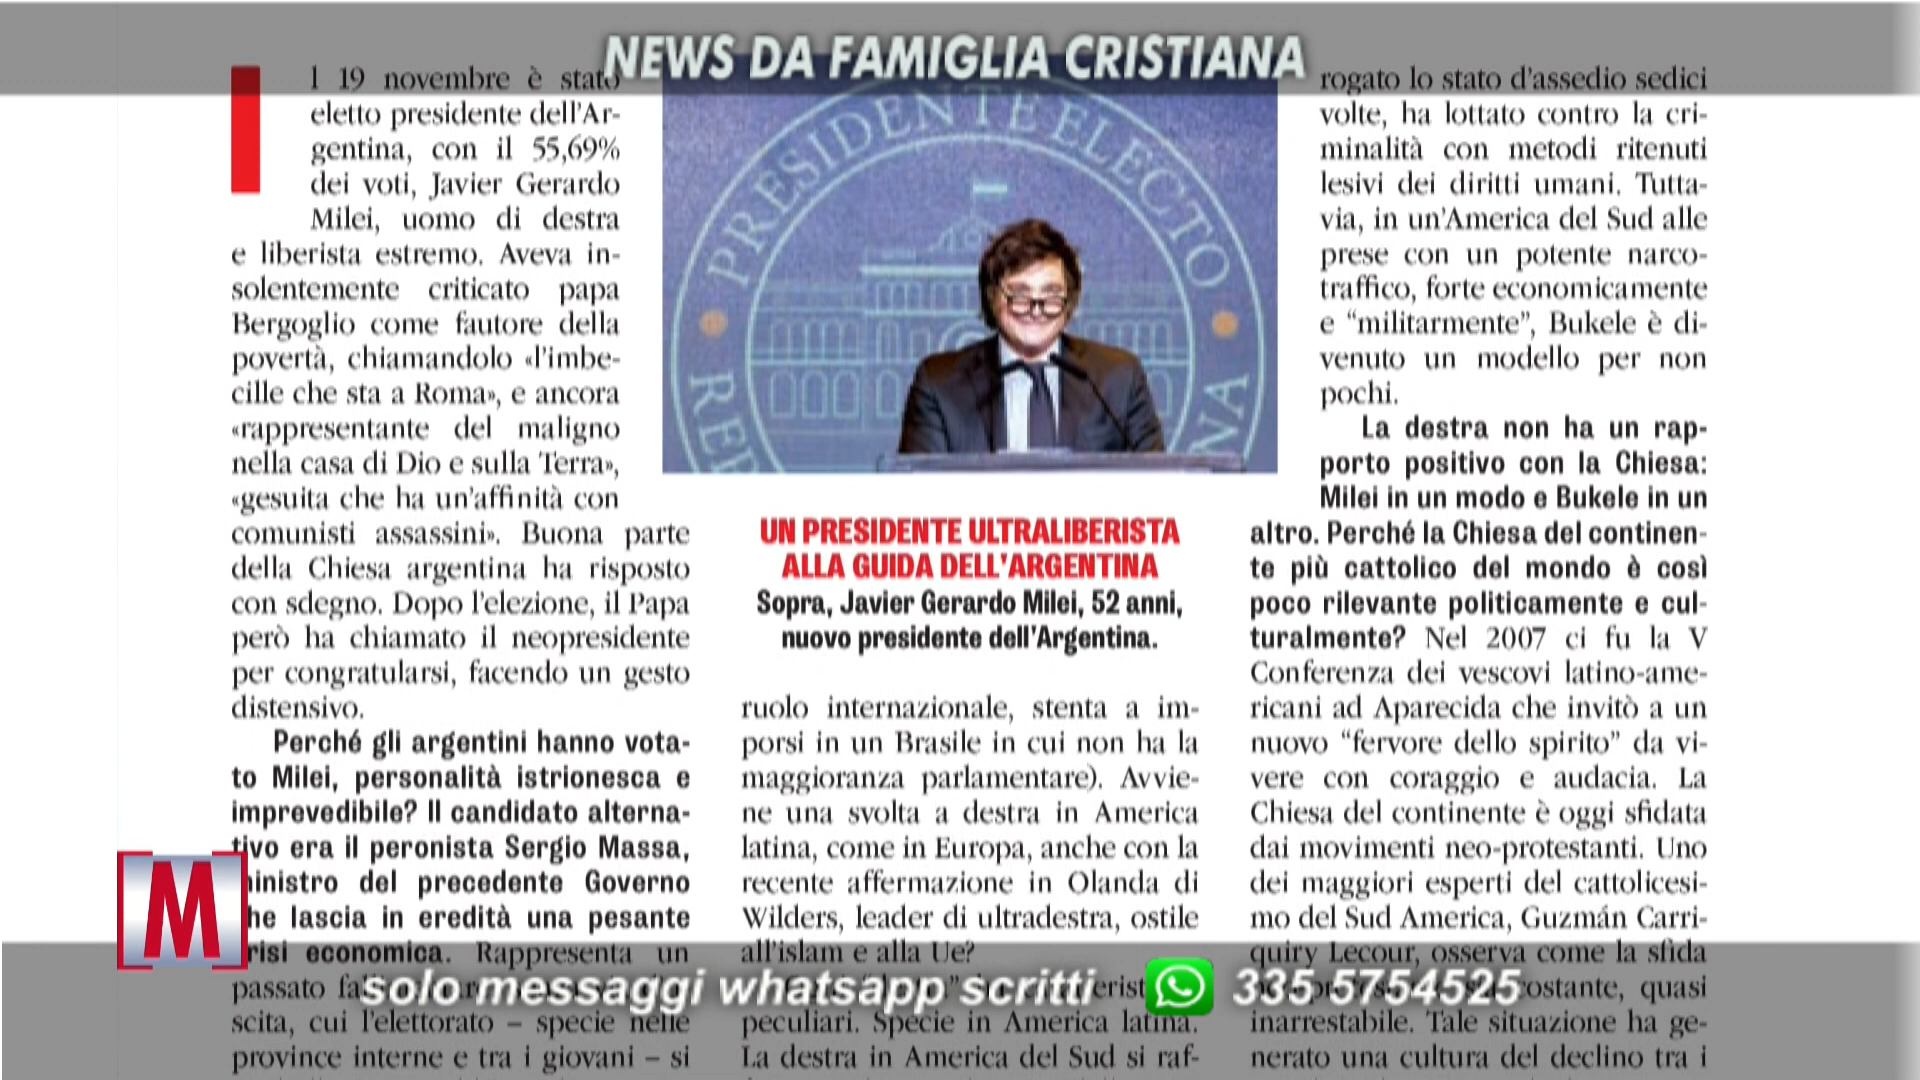 NEWS DA FAMIGLIA CRISTIANA
l 19 novembre è stato
eletto presidente dell'Ar-
gentina, con il 55,69%
dei voti, Javier Gerardo
Milei, uomo di destra
e liberista estremo. Aveva in-
solentemente criticato papa
Bergoglio come fautore della
povertà, chiamandolo «l'imbe-
cille che sta a Roma», e ancora
«rappresentante del maligno
nella casa di Dio e sulla Terra»,
«gesuita che ha un'affinità con
comunisti assassini». Buona parte
della Chiesa argentina ha risposto
con sdegno. Dopo l'elezione, il Papa
però ha chiamato il neopresidente
per congratularsi, facendo un gesto
distensivo.
Perché gli argentini hanno vota-
to Milei, personalità istrionesca e
imprevedibile? Il candidato alterna-
tivo era il peronista Sergio Massa,
ministro del precedente Governo
che lascia in eredità una pesante
crisi economica. Rappresenta un
passato
scita, cui l'elettorato – specie nelle
province interne e tra i giovani – si
PRESIDENTE ELECTO
UN PRESIDENTE ULTRALIBERISTA
ALLA GUIDA DELL'ARGENTINA
Sopra, Javier Gerardo Milei, 52 anni,
nuovo presidente dell'Argentina.
ruolo internazionale, stenta a im-
porsi in un Brasile in cui non ha la
maggioranza parlamentare). Avvie-
ne una svolta a destra in America
latina, come in Europa, anche con la
recente affermazione in Olanda di
Wilders, leader di ultradestra, ostile
all'islam e alla Ue?
peculiari. Specie in America latina.
La destra in America del Sud si raf-
rogato lo stato d'assedio sedici
volte, ha lottato contro la cri-
minalità con metodi ritenuti
lesivi dei diritti umani. Tutta-
via, in un'America del Sud alle
prese con un potente narco-
traffico, forte economicamente
e “militarmente”, Bukele è di-
venuto un modello per non
pochi.
La destra non ha un rap-
porto positivo con la Chiesa:
Milei in un modo e Bukele in un
altro. Perché la Chiesa del continen-
te più cattolico del mondo è così
poco rilevante politicamente e cul-
turalmente? Nel 2007 ci fu la V
Conferenza dei vescovi latino-ame-
ricani ad Aparecida che invitò a un
nuovo “fervore dello spirito” da vi-
vere con coraggio e audacia. La
Chiesa del continente è oggi sfidata
dai movimenti neo-protestanti. Uno
dei maggiori esperti del cattolicesi-
mo del Sud America, Guzmán Carri-
quiry Lecour, osserva come la sfida
costante, quasi
inarrestabile. Tale situazione ha ge-
nerato una cultura del declino tra i
M
solo messaggi whatsapp scritti 335 5754525